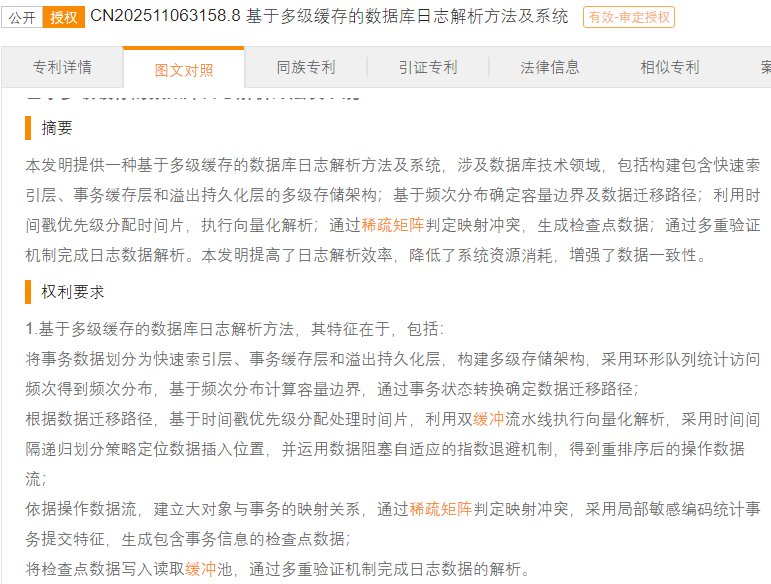 公开 授权 CN202511063158.8 基于多级缓存的数据库日志解析方法及系统 有效-审定授权
专利详情 图文对照 同族专利 引证专利 法律信息 相似专利
摘要
本发明提供一种基于多级缓存的数据库日志解析方法及系统，涉及数据库技术领域，包括构建包含快速索
引层、事务缓存层和溢出持久化层的多级存储架构；基于频次分布确定容量边界及数据迁移路径；利用时
间戳优先级分配时间片，执行向量化解析；通过稀疏矩阵判定映射冲突，生成检查点数据；通过多重验证
机制完成日志数据解析。本发明提高了日志解析效率，降低了系统资源消耗，增强了数据一致性。
权利要求
1.基于多级缓存的数据库日志解析方法，其特征在于，包括：
将事务数据划分为快速索引层、事务缓存层和溢出持久化层，构建多级存储架构，采用环形队列统计访问
频次得到频次分布，基于频次分布计算容量边界，通过事务状态转换确定数据迁移路径；
根据数据迁移路径，基于时间戳优先级分配处理时间片，利用双缓冲流水线执行向量化解析，采用时间间
隔递归划分策略定位数据插入位置，并运用数据阻塞自适应的指数退避机制，得到重排序后的操作数据
流；
依据操作数据流，建立大对象与事务的映射关系，通过稀疏矩阵判定映射冲突，采用局部敏感编码统计事
务提交特征，生成包含事务信息的检查点数据；
将检查点数据写入读取缓冲池，通过多重验证机制完成日志数据的解析。